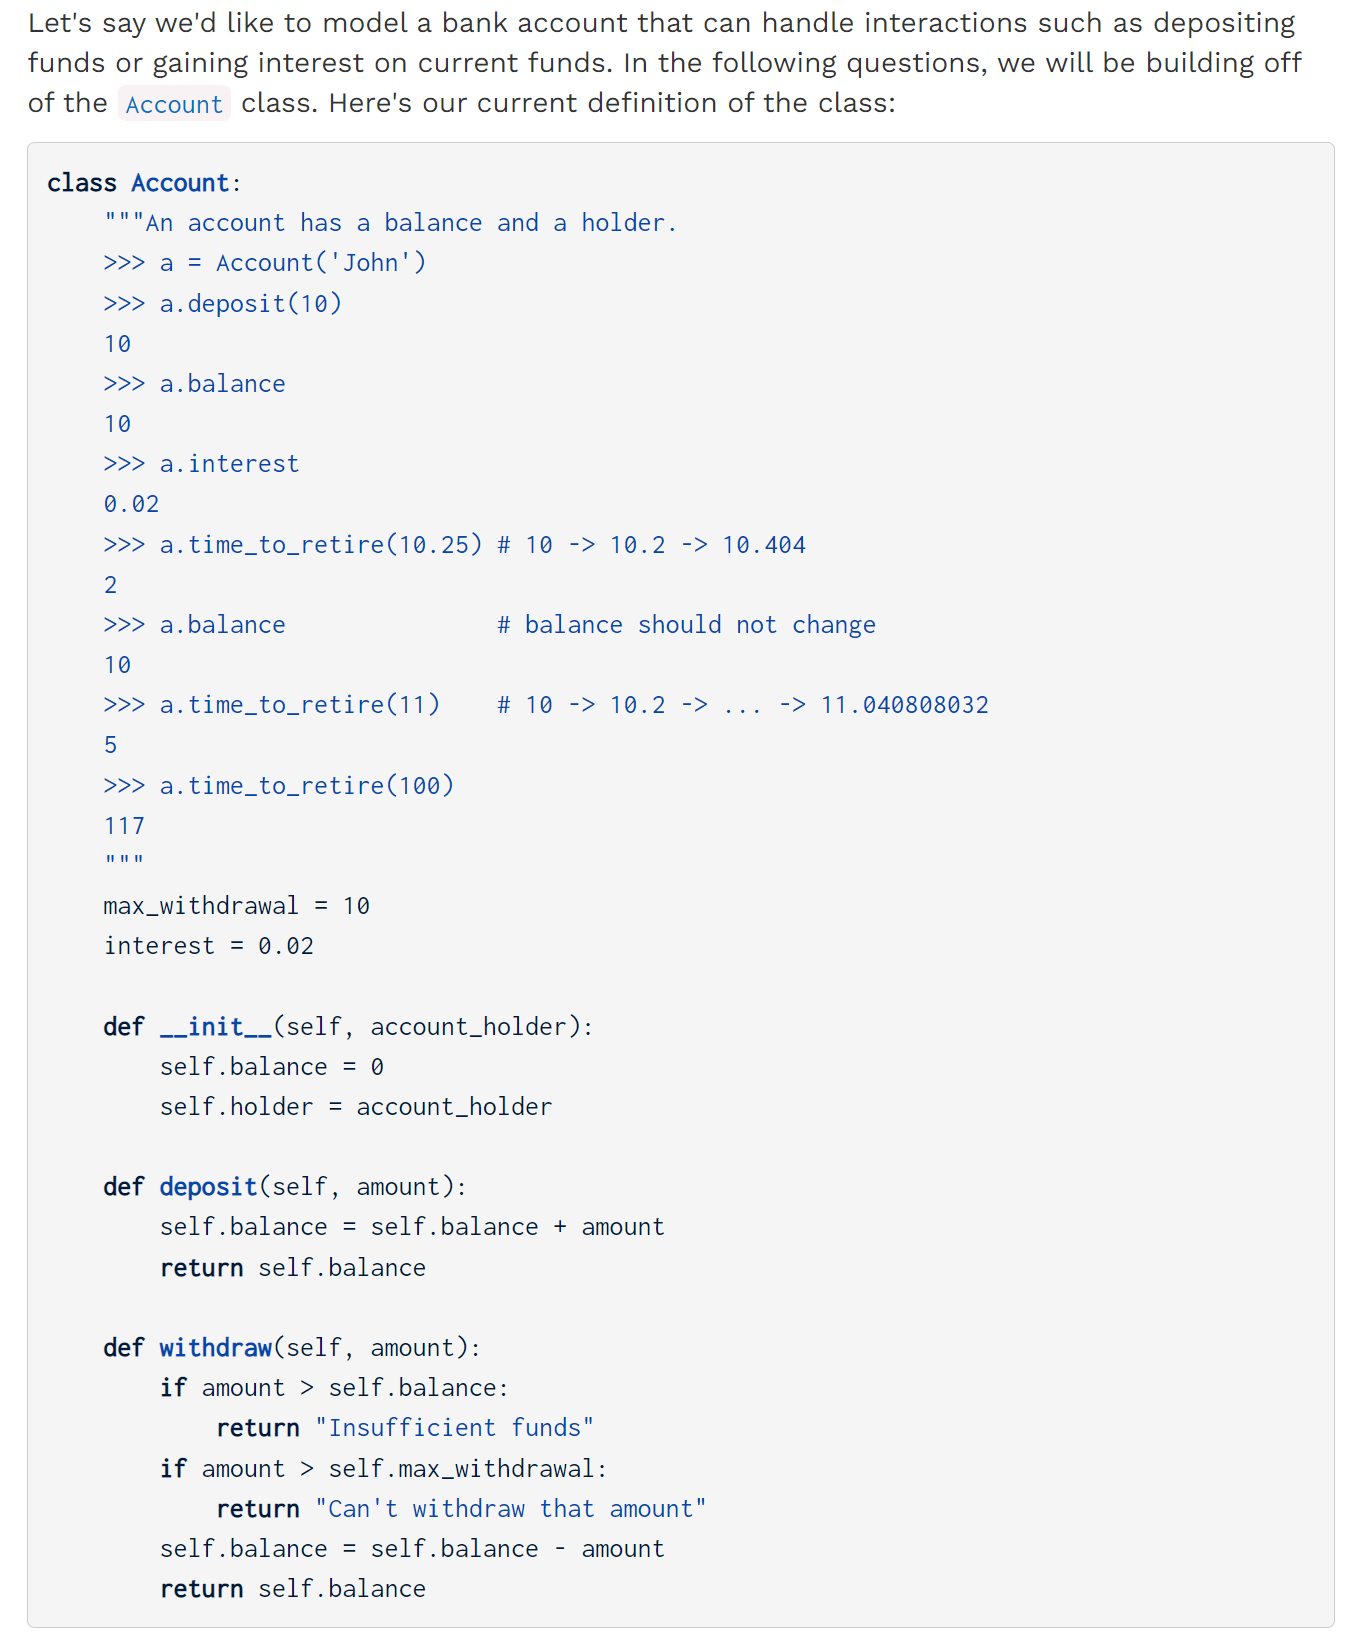 Let's say we'd like to model a bank account that can handle interactions such as depositing
funds or gaining interest on current funds. In the following questions, we will be building off
of the Account class. Here's our current definition of the class:
class Account:
    """An account has a balance and a holder.
    >>> a = Account('John')
    >>> a.deposit(10)
    10
    >>> a.balance
    10
    >>> a.interest
    0.02
    >>> a.time_to_retire(10.25) # 10 -> 10.2 -> 10.404
    2
    >>> a.balance               # balance should not change
    10
    >>> a.time_to_retire(11)    # 10 -> 10.2 -> ... -> 11.040808032
    5
    >>> a.time_to_retire(100)
    117
    """
    max_withdrawal = 10
    interest = 0.02

    def __init__(self, account_holder):
        self.balance = 0
        self.holder = account_holder

    def deposit(self, amount):
        self.balance = self.balance + amount
        return self.balance

    def withdraw(self, amount):
        if amount > self.balance:
            return "Insufficient funds"
        if amount > self.max_withdrawal:
            return "Can't withdraw that amount"
        self.balance = self.balance - amount
        return self.balance